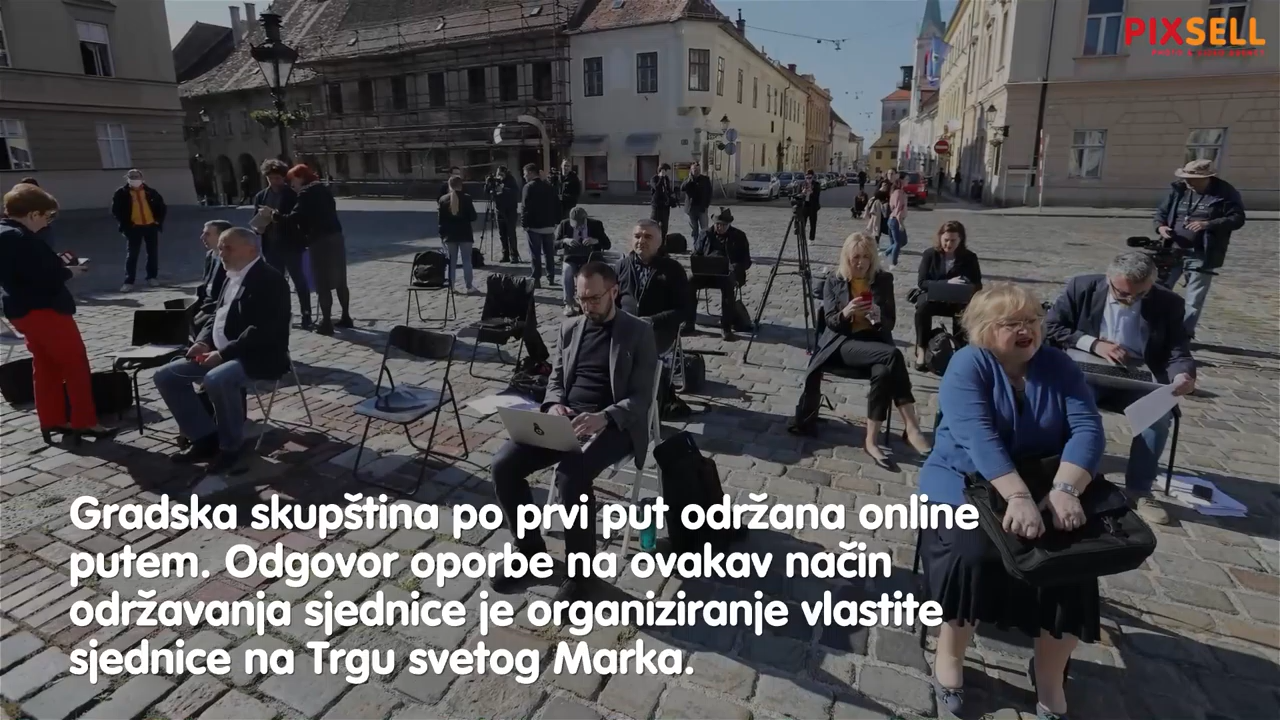 PIXSELL
Gradska skupština po prvi put održana online
putem. Odgovor oporbe na ovakav način
održavanja sjednice je organiziranje vlastite
sjednice na Trgu svetog Marka.